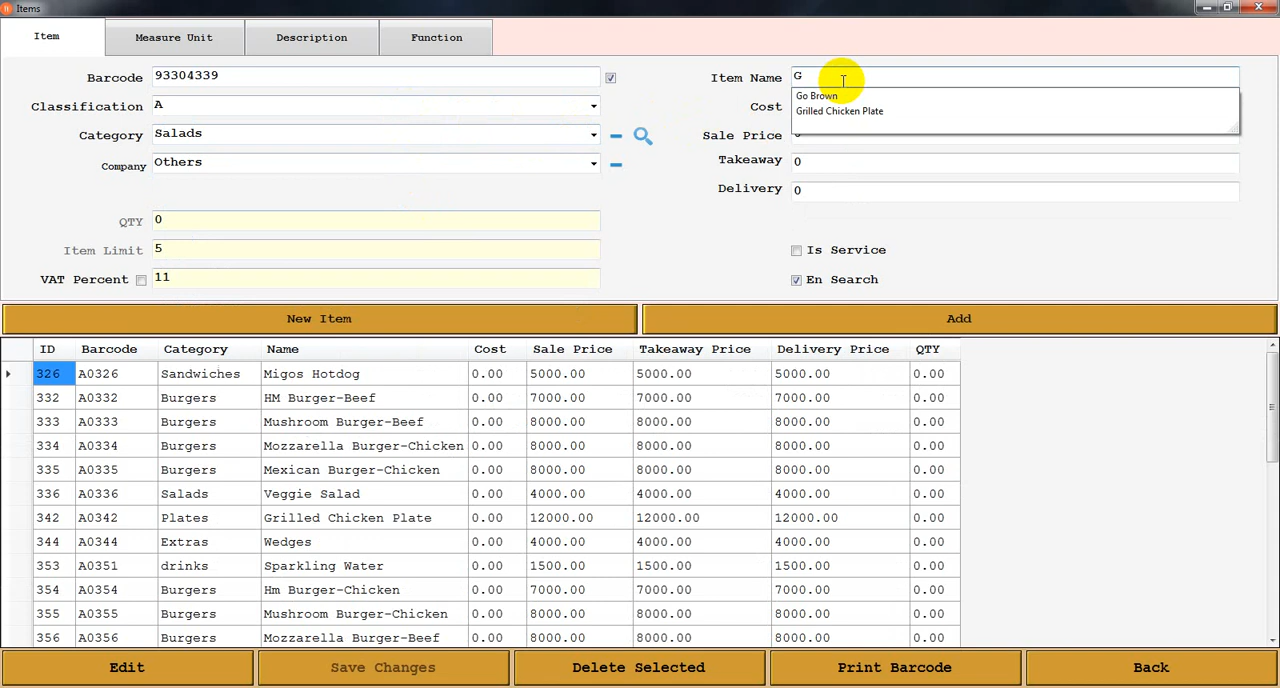 Items
Item Measure Unit Description Function
Barcode 93304339 Item Name G
Go Brown
Grilled Chicken Plate
Classification A Cost
Category Salads Sale Price
Company Others Takeaway 0
Delivery 0
QTY 0
Item Limit 5 Is Service
VAT Percent 11 En Search
New Item Add
ID Barcode Category Name Cost Sale Price Takeaway Price Delivery Price QTY
326 A0326 Sandwiches Migos Hotdog 0.00 5000.00 5000.00 5000.00 0.00
332 A0332 Burgers HM Burger-Beef 0.00 7000.00 7000.00 7000.00 0.00
333 A0333 Burgers Mushroom Burger-Beef 0.00 8000.00 8000.00 8000.00 0.00
334 A0334 Burgers Mozzarella Burger-Chicken 0.00 8000.00 8000.00 8000.00 0.00
335 A0335 Burgers Mexican Burger-Chicken 0.00 8000.00 8000.00 8000.00 0.00
336 A0336 Salads Veggie Salad 0.00 4000.00 4000.00 4000.00 0.00
342 A0342 Plates Grilled Chicken Plate 0.00 12000.00 12000.00 12000.00 0.00
344 A0344 Extras Wedges 0.00 4000.00 4000.00 4000.00 0.00
353 A0351 drinks Sparkling Water 0.00 1500.00 1500.00 1500.00 0.00
354 A0354 Burgers Hm Burger-Chicken 0.00 7000.00 7000.00 7000.00 0.00
355 A0355 Burgers Mushroom Burger-Chicken 0.00 8000.00 8000.00 8000.00 0.00
356 A0356 Burgers Mozzarella Burger-Beef 0.00 8000.00 8000.00 8000.00 0.00
Edit Save Changes Delete Selected Print Barcode Back